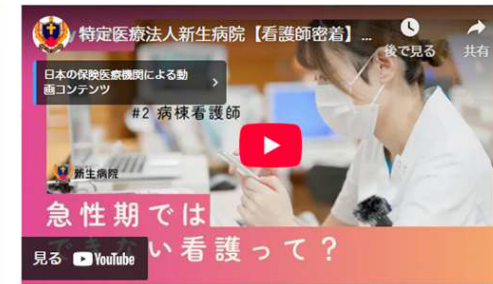 特定医療法人新生病院【看護師密着】...
後で見る
共有
日本の保険医療機関による動
画コンテンツ
#2 病棟看護師
新生病院
急性期では
できない看護って？
見る YouTube